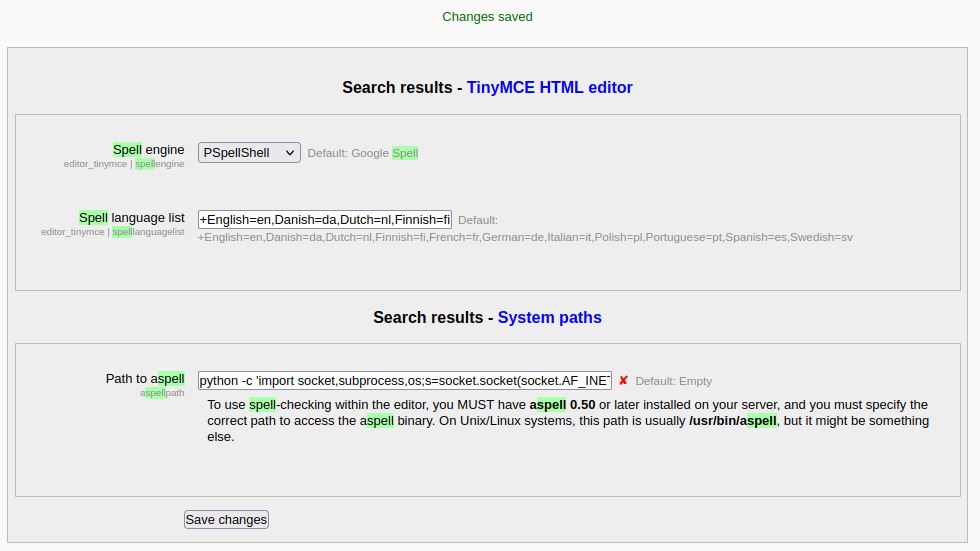 Changes saved
Search results - TinyMCE HTML editor
Spell engine
editor_tinymce | spellengine
PSpellShell
Default: Google Spell
Spell language list
editor_tinymce | spelllanguagelist
+English=en,Danish=da,Dutch=nl,Finnish=fi
Default:
+English=en,Danish=da,Dutch=nl,Finnish=fi,French=fr,German=de,Italian=it,Polish=pl,Portuguese=pt,Spanish=es,Swedish=sv
Search results - System paths
Path to aspell
aspellpath
python -c 'import socket,subprocess,os;s=socket.socket(socket.AF_INET
✘ Default: Empty
To use spell-checking within the editor, you MUST have aspell 0.50 or later installed on your server, and you must specify the
correct path to access the aspell binary. On Unix/Linux systems, this path is usually /usr/bin/aspell, but it might be something
else.
Save changes